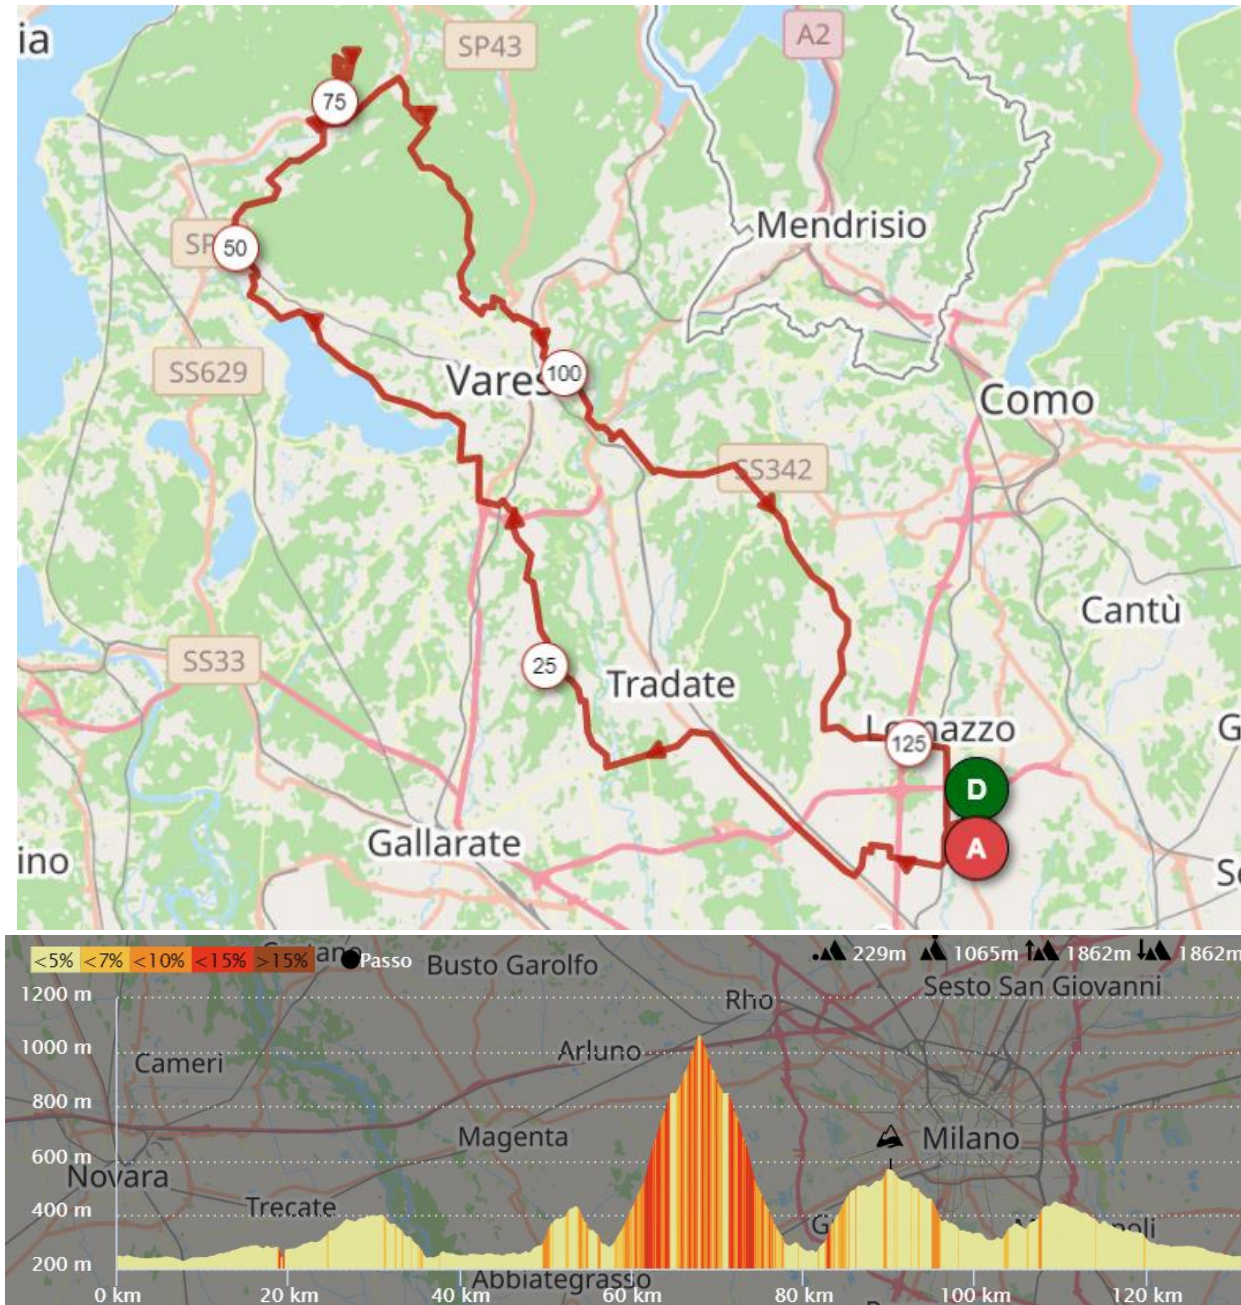 ia
SP43
A2
75
Mendrisio
SP
50
SS629
Vares
100
Como
SS342
Cantù
25
SS33
Tradate
Lomazzo
125
G
D
Gallarate
A
ino
Se
<5% <7% <10% <15% >15% Passo
Busto Garolfo
229m 1065m 1862m 1862m
1200 m
Rho
Sesto San Giovanni
1000 m
Arluno
Cameri
800 m
Magenta
Milano
600 m
Novara
Trecate
400 m
200 m
Abbiategrasso
0 km 20 km 40 km 60 km 80 km 100 km 120 km